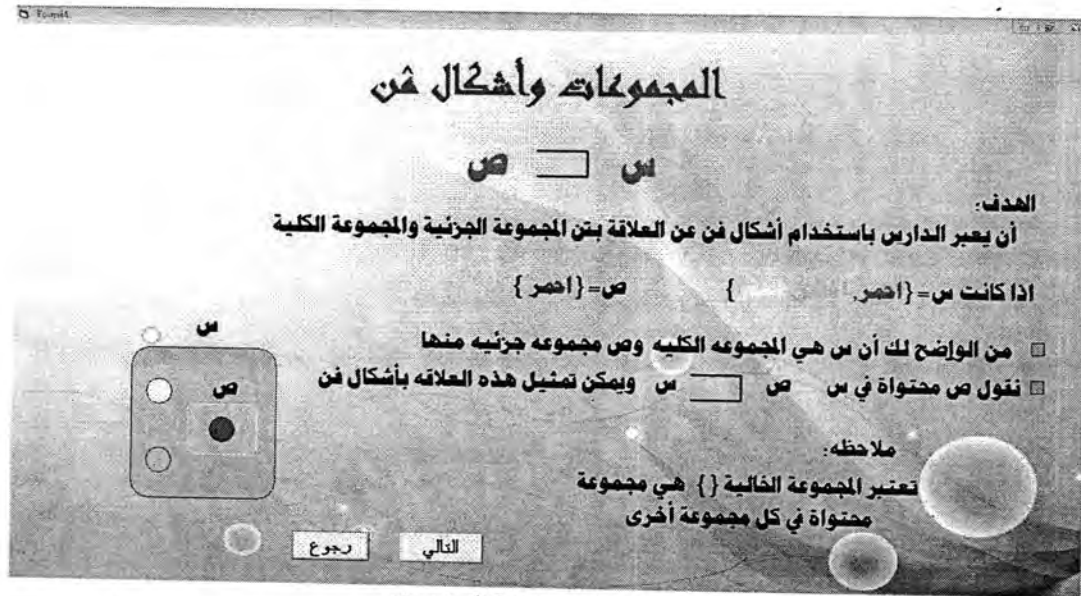 المجموعات وأشكال فن
س ص
الهدف:
أن يعبر الدارس باستخدام أشكال فن عن العلاقة بتن المجموعة الجزئية والمجموعة الكلية
اذا كانت س={احمر, } ص={احمر}
من الواضح لك أن س هي المجموعه الكليه وص مجموعه جزئيه منها
نقول ص محتواة في س ص س ويمكن تمثيل هذه العلاقه بأشكال فن
س
ص
ملاحظه:
تعتبر المجموعة الخالية { } هي مجموعة
محتواة في كل مجموعة أخرى
التالي
رجوع